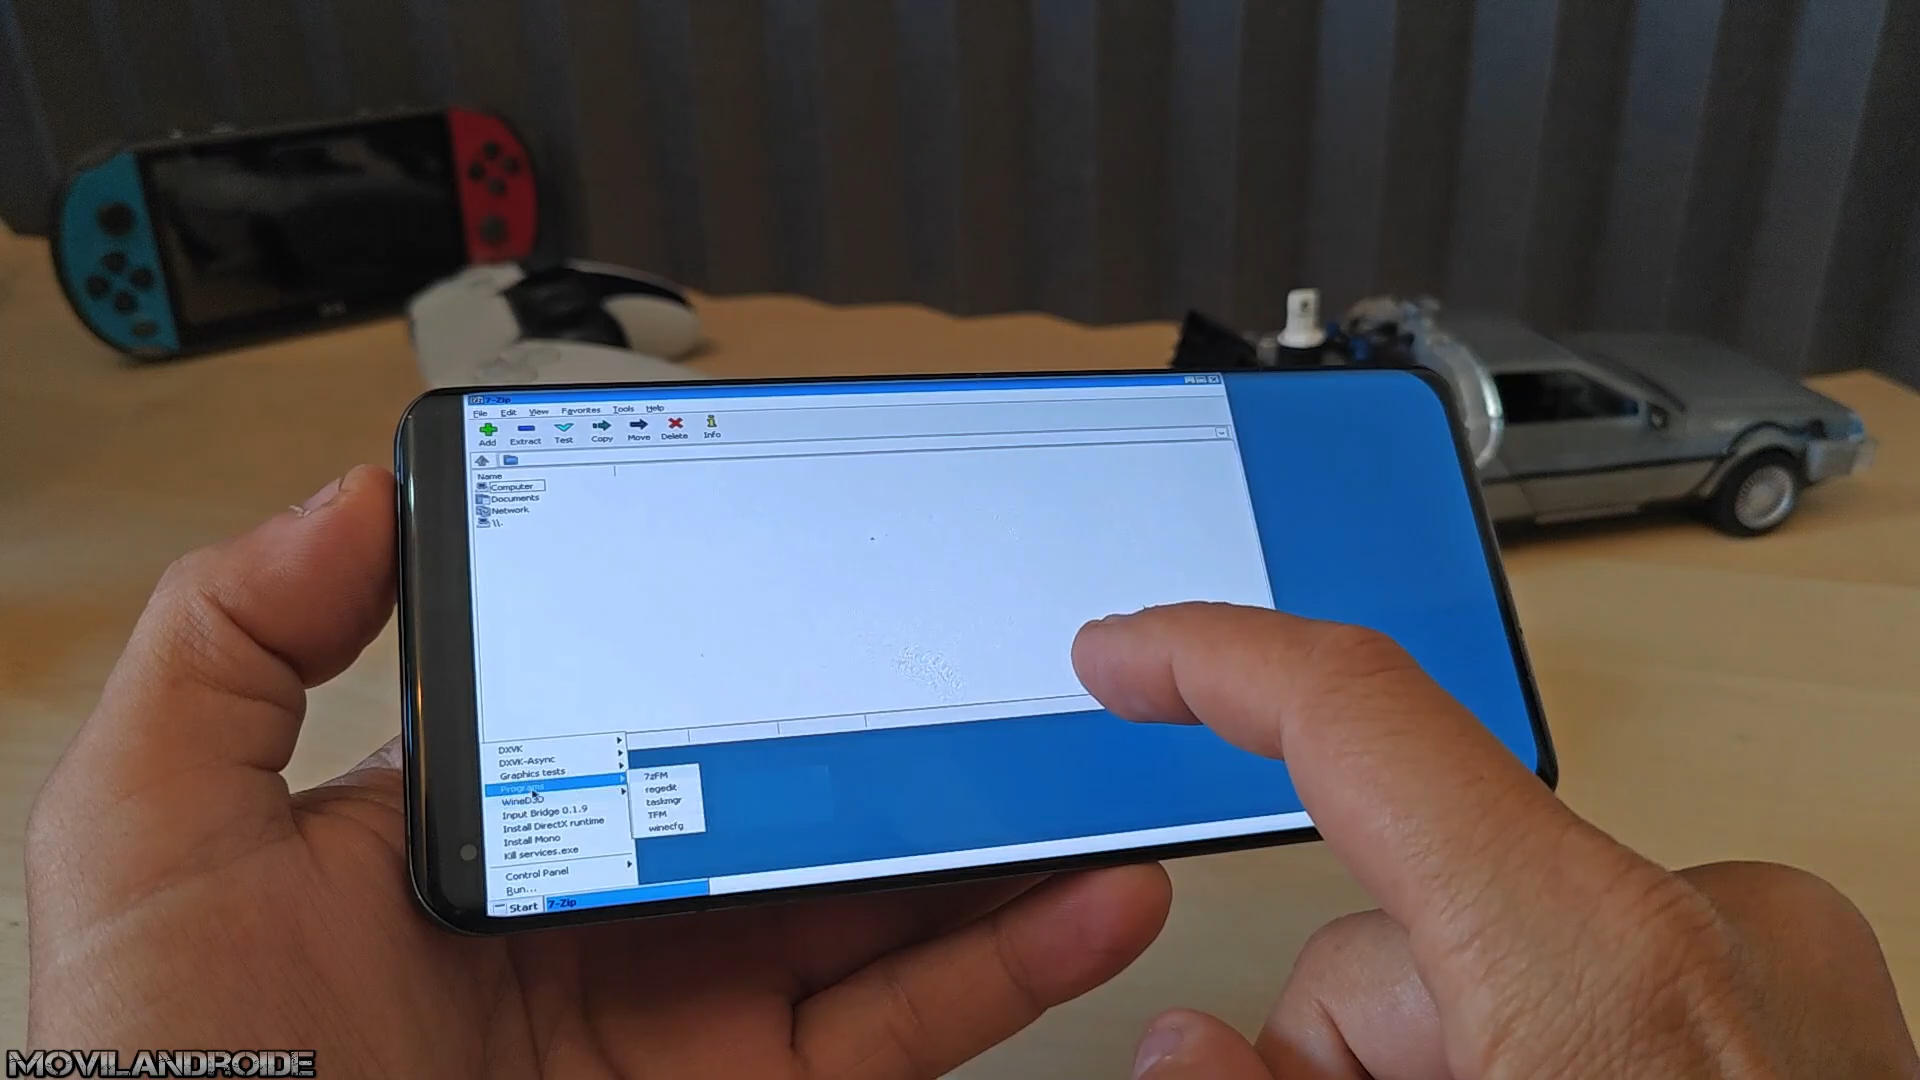 7-Zip
File Edit View Favorites Tools Help
Add Extract Test Copy Move Delete Info
Name
Computer
Documents
Network
\\.
DXVK
DXVK-Async
Graphics tests
Programs
WineD3D
Input Bridge 0.1.9
Install DirectX runtime
Install Mono
Kill services.exe
Control Panel
Run...
7zFM
regedit
taskmgr
TFM
winecfg
Start 7-Zip
MOVILANDROIDE